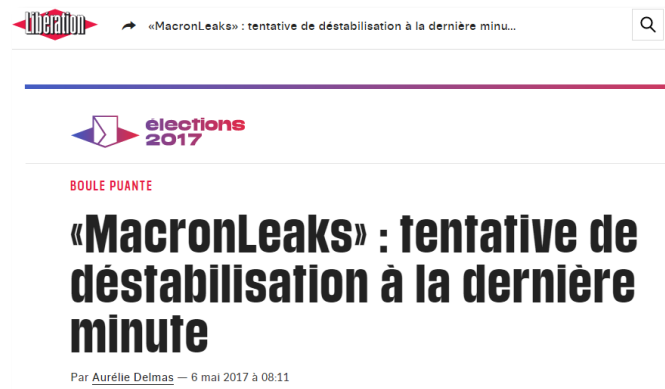 Libération
«MacronLeaks» : tentative de déstabilisation à la dernière minu...
élections
2017
BOULE PUANTE
«MacronLeaks» : tentative de
déstabilisation à la dernière
minute
Par Aurélie Delmas — 6 mai 2017 à 08:11